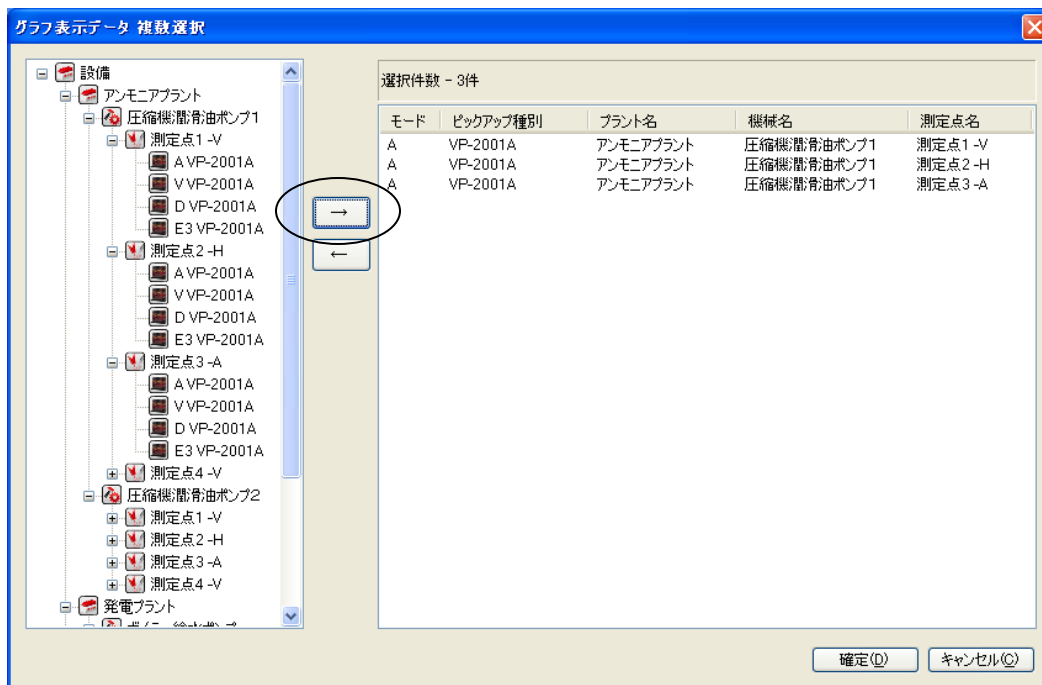 グラフ表示データ 複数選択
設備
アンモニアプラント
圧縮機潤滑油ポンプ1
測定点1 -V
A VP-2001A
V VP-2001A
D VP-2001A
E3 VP-2001A
測定点2 -H
A VP-2001A
V VP-2001A
D VP-2001A
E3 VP-2001A
測定点3 -A
A VP-2001A
V VP-2001A
D VP-2001A
E3 VP-2001A
測定点4 -V
圧縮機潤滑油ポンプ2
測定点1 -V
測定点2 -H
測定点3 -A
測定点4 -V
発電プラント
→
←
選択件数 - 3件
モード ピックアップ種別 プラント名 機械名 測定点名
A VP-2001A アンモニアプラント 圧縮機潤滑油ポンプ1 測定点1 -V
A VP-2001A アンモニアプラント 圧縮機潤滑油ポンプ1 測定点2 -H
A VP-2001A アンモニアプラント 圧縮機潤滑油ポンプ1 測定点3 -A
確定(D) キャンセル(C)